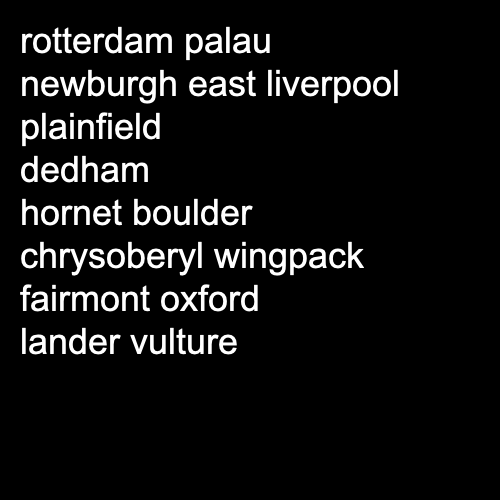 rotterdam palau
newburgh east liverpool
plainfield
dedham
hornet boulder
chrysoberyl wingpack
fairmont oxford
lander vulture